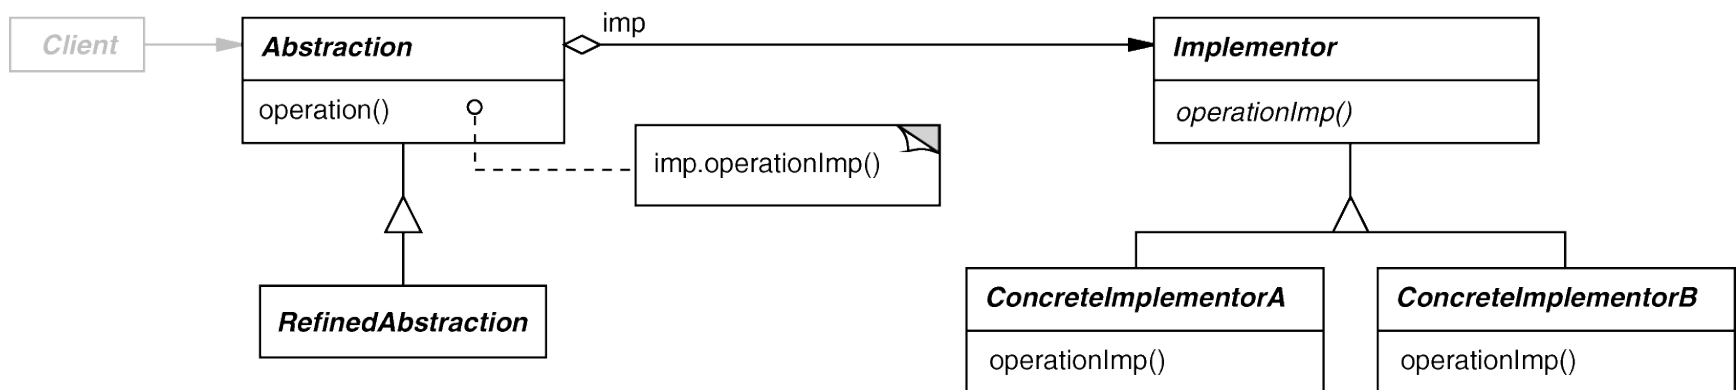 imp
Client
Abstraction
Implementor
operation()
operationImp()
imp.operationImp()
RefinedAbstraction
ConcreteImplementorA
ConcreteImplementorB
operationImp()
operationImp()